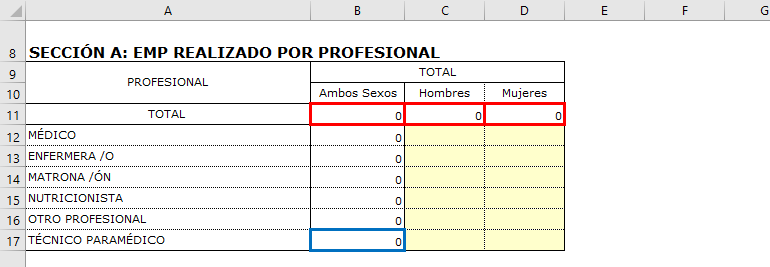 A B C D E F G
8 SECCIÓN A: EMP REALIZADO POR PROFESIONAL
9 PROFESIONAL TOTAL
10 Ambos Sexos Hombres Mujeres
11 TOTAL 0 0 0
12 MÉDICO 0
13 ENFERMERA /O 0
14 MATRONA /ÓN 0
15 NUTRICIONISTA 0
16 OTRO PROFESIONAL 0
17 TÉCNICO PARAMÉDICO 0